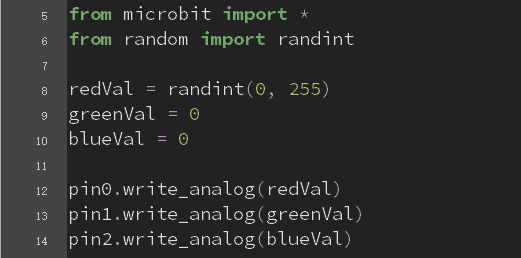 5 from microbit import *
6 from random import randint
7
8 redVal = randint(0, 255)
9 greenVal = 0
10 blueVal = 0
11
12 pin0.write_analog(redVal)
13 pin1.write_analog(greenVal)
14 pin2.write_analog(blueVal)